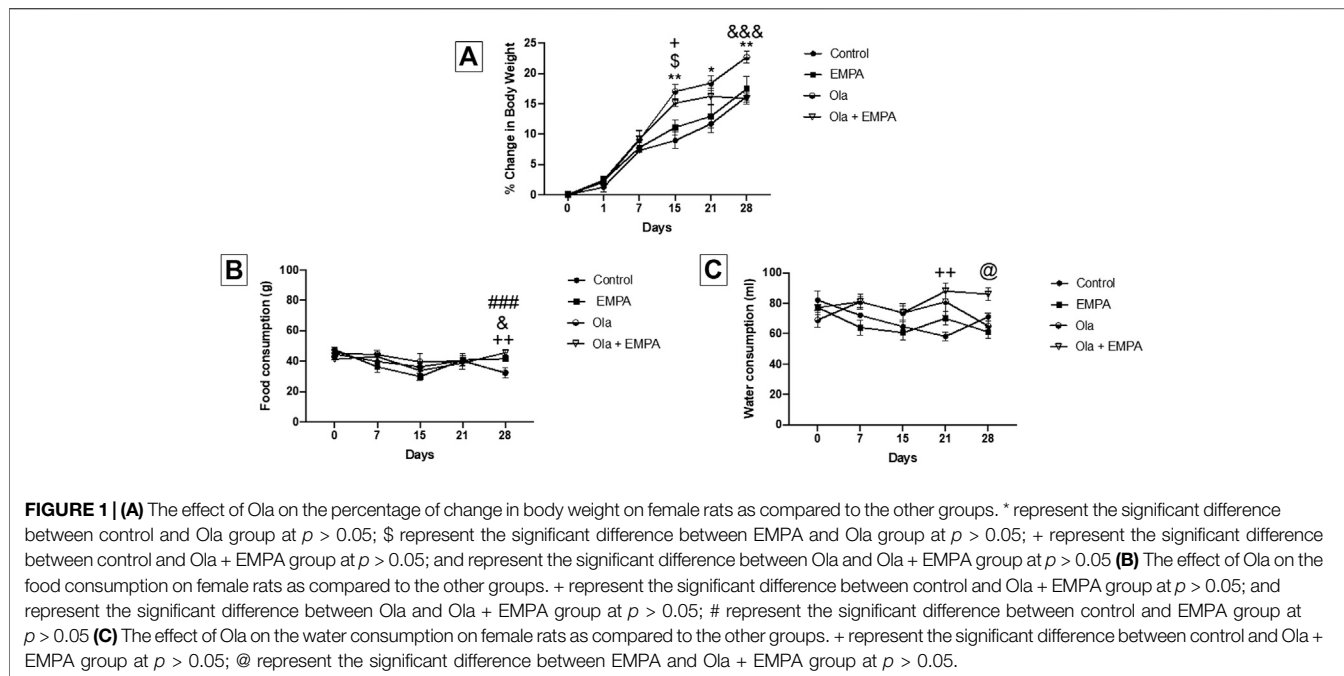 A
+
&&&
$
*
**
**
25
20
15
10
5
0
% Change in Body Weight
0 1 7 15 21 28
Days
Control
EMPA
Ola
Ola + EMPA
B
###
&
++
100
80
60
40
20
0
Food consumption (g)
0 7 15 21 28
Days
Control
EMPA
Ola
Ola + EMPA
C
++ @
100
80
60
40
20
0
Water consumption (ml)
0 7 15 21 28
Days
Control
EMPA
Ola
Ola + EMPA
FIGURE 1 | (A) The effect of Ola on the percentage of change in body weight on female rats as compared to the other groups. * represent the significant difference
between control and Ola group at p > 0.05; $ represent the significant difference between EMPA and Ola group at p > 0.05; + represent the significant difference
between control and Ola + EMPA group at p > 0.05; and represent the significant difference between Ola and Ola + EMPA group at p > 0.05 (B) The effect of Ola on the
food consumption on female rats as compared to the other groups. + represent the significant difference between control and Ola + EMPA group at p > 0.05; and
represent the significant difference between Ola and Ola + EMPA group at p > 0.05; # represent the significant difference between control and EMPA group at
p > 0.05 (C) The effect of Ola on the water consumption on female rats as compared to the other groups. + represent the significant difference between control and Ola +
EMPA group at p > 0.05; @ represent the significant difference between EMPA and Ola + EMPA group at p > 0.05.